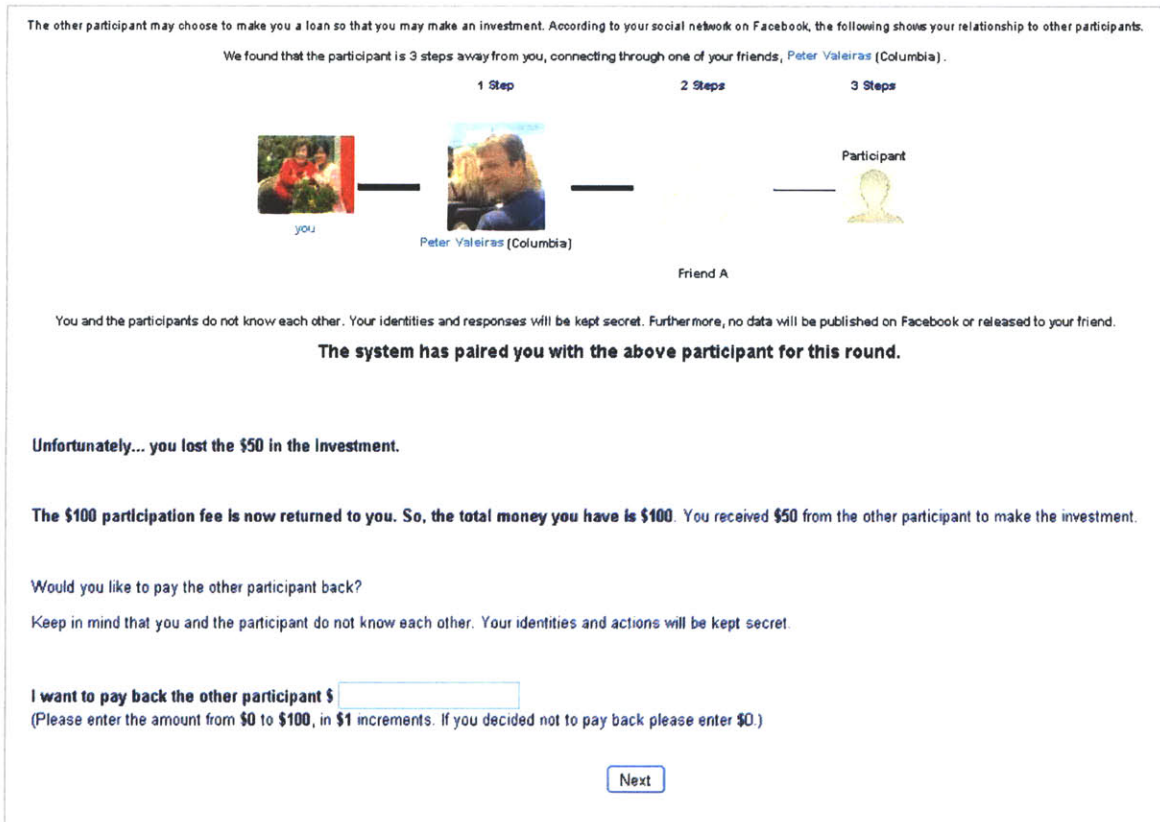 The other participant may choose to make you a loan so that you may make an investment. According to your social network on Facebook, the following shows your relationship to other participants.
We found that the participant is 3 steps away from you, connecting through one of your friends, Peter Valeiras (Columbia).
1 Step 2 Steps 3 Steps
Participant
you
Peter Valeiras (Columbia)
Friend A
You and the participants do not know each other. Your identities and responses will be kept secret. Furthermore, no data will be published on Facebook or released to your friend.
The system has paired you with the above participant for this round.
Unfortunately... you lost the $50 in the Investment.
The $100 participation fee is now returned to you. So, the total money you have is $100. You received $50 from the other participant to make the investment.
Would you like to pay the other participant back?
Keep in mind that you and the participant do not know each other. Your identities and actions will be kept secret.
I want to pay back the other participant $
(Please enter the amount from $0 to $100, in $1 increments. If you decided not to pay back please enter $0.)
Next